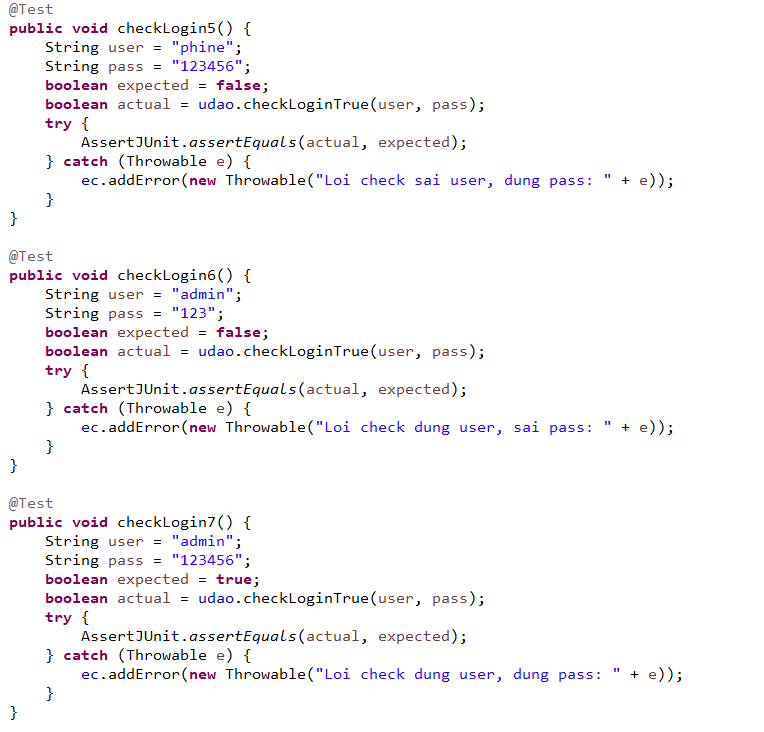 @Test
public void checkLogin5() {
    String user = "phine";
    String pass = "123456";
    boolean expected = false;
    boolean actual = udao.checkLoginTrue(user, pass);
    try {
        AssertJUnit.assertEquals(actual, expected);
    } catch (Throwable e) {
        ec.addError(new Throwable("Loi check sai user, dung pass: " + e));
    }
}
@Test
public void checkLogin6() {
    String user = "admin";
    String pass = "123";
    boolean expected = false;
    boolean actual = udao.checkLoginTrue(user, pass);
    try {
        AssertJUnit.assertEquals(actual, expected);
    } catch (Throwable e) {
        ec.addError(new Throwable("Loi check dung user, sai pass: " + e));
    }
}
@Test
public void checkLogin7() {
    String user = "admin";
    String pass = "123456";
    boolean expected = true;
    boolean actual = udao.checkLoginTrue(user, pass);
    try {
        AssertJUnit.assertEquals(actual, expected);
    } catch (Throwable e) {
        ec.addError(new Throwable("Loi check dung user, dung pass: " + e));
    }
}